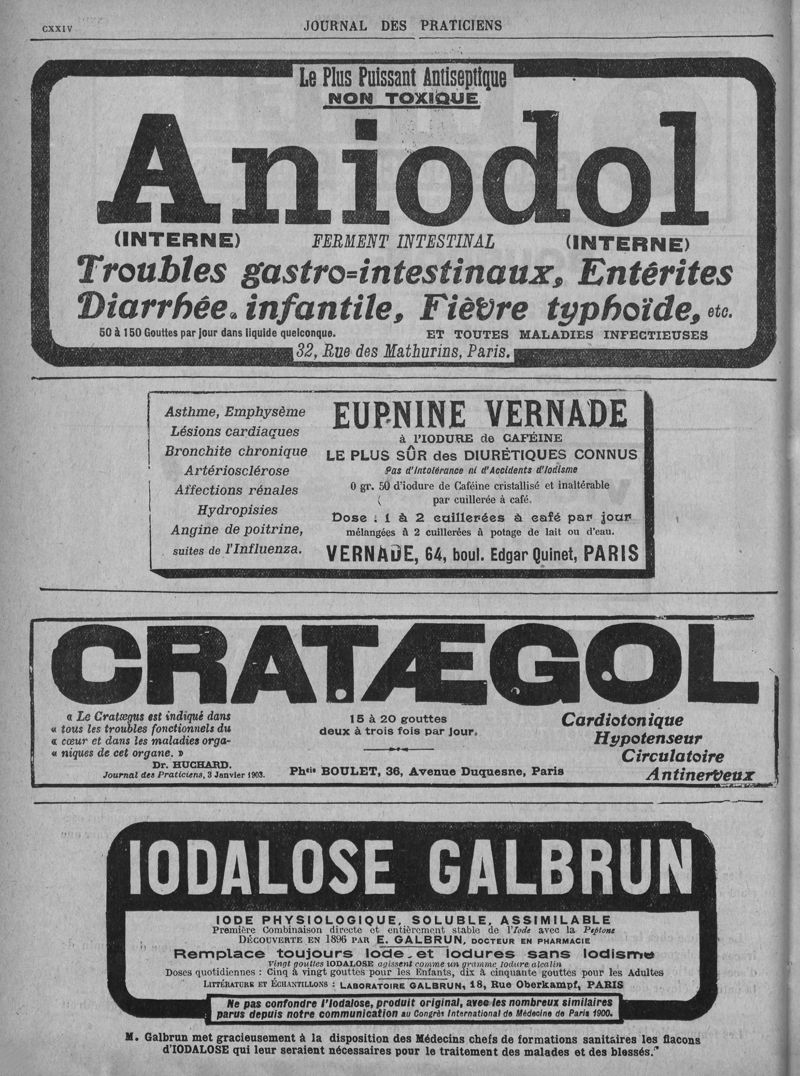 CXXIV
JOURNAL DES PRATICIENS
Le Plus Puissant Antiseptique
NON TOXIQUE
Aniodol
(INTERNE) FERMENT INTESTINAL (INTERNE)
Troubles gastro=intestinaux, Entérites
Diarrhée infantile, Fièvre typhoïde, etc.
50 à 150 Gouttes par jour dans liquide quelconque. ET TOUTES MALADIES INFECTIEUSES
32, Rue des Mathurins, Paris.
Asthme, Emphysème
Lésions cardiaques
Bronchite chronique
Artériosclérose
Affections rénales
Hydropisies
Angine de poitrine,
suites de l'Influenza.
EUPNINE VERNADE
à l'IODURE de CAFÉINE
LE PLUS SÛR des DIURÉTIQUES CONNUS
Pas d'Intolérance ni d'Accidents d'Iodisme
0 gr. 50 d'iodure de Caféine cristallisé et inaltérable
par cuillerée à café.
Dose : 1 à 2 cuillerées à café par jour
mélangées à 2 cuillerées à potage de lait ou d'eau.
VERNADE, 64, boul. Edgar Quinet, PARIS
CRATÆGOL
« Le Cratægus est indiqué dans
« tous les troubles fonctionnels du
« cœur et dans les maladies orga-
« niques de cet organe. »
Dr. HUCHARD.
Journal des Praticiens, 3 Janvier 1903.
15 à 20 gouttes
deux à trois fois par jour.
Phcie BOULET, 36, Avenue Duquesne, Paris
Cardiotonique
Hypotenseur
Circulatoire
Antinerveux
IODALOSE GALBRUN
IODE PHYSIOLOGIQUE, SOLUBLE, ASSIMILABLE
Première Combinaison directe et entièrement stable de l'Iode avec la Peptone
DÉCOUVERTE EN 1896 PAR E. GALBRUN, DOCTEUR EN PHARMACIE
Remplace toujours Iode et Iodures sans Iodisme
Vingt gouttes IODALOSE agissent comme un gramme Iodure alcalin
Doses quotidiennes : Cinq à vingt gouttes pour les Enfants, dix à cinquante gouttes pour les Adultes
LITTÉRATURE ET ÉCHANTILLONS : LABORATOIRE GALBRUN, 18, Rue Oberkampf, PARIS
Ne pas confondre l'Iodalose, produit original, avec les nombreux similaires
parus depuis notre communication au Congrès International de Médecine de Paris 1900.
M. Galbrun met gracieusement à la disposition des Médecins chefs de formations sanitaires les flacons
d'IODALOSE qui leur seraient nécessaires pour le traitement des malades et des blessés."